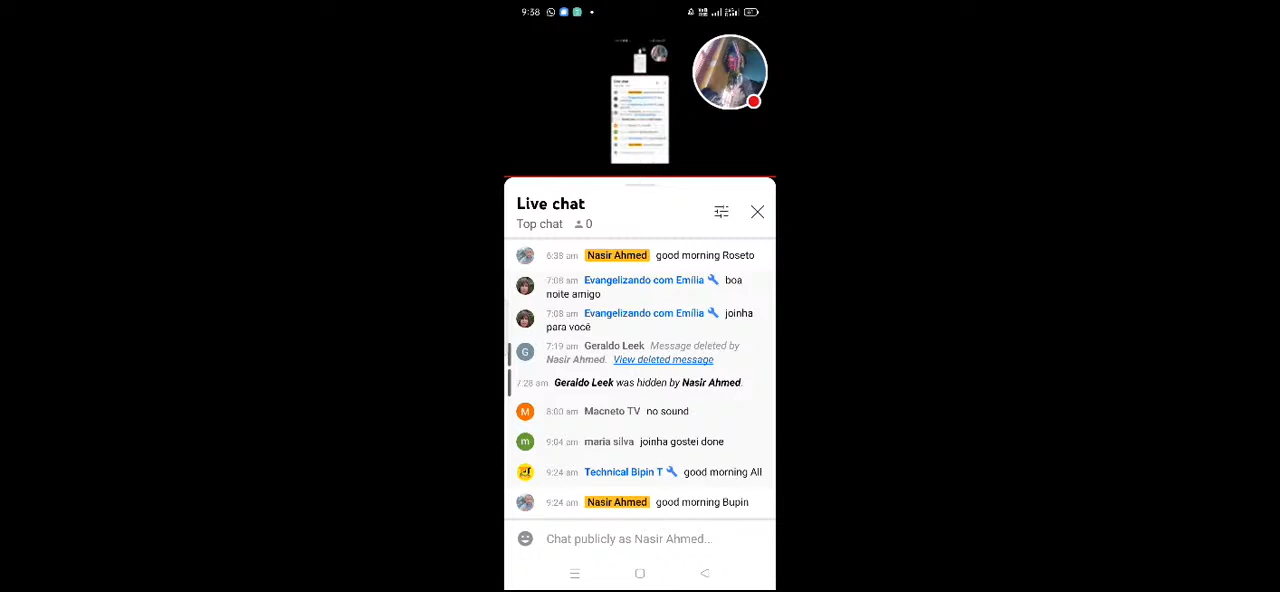 9:38
Live chat
Top chat 0
6:38 am Nasir Ahmed good morning Roseto
7:08 am Evangelizando com Emília boa
noite amigo
7:08 am Evangelizando com Emília joinha
para você
G 7:19 am Geraldo Leek Message deleted by
Nasir Ahmed. View deleted message
7:28 am Geraldo Leek was hidden by Nasir Ahmed.
M 8:00 am Macneto TV no sound
m 9:04 am maria silva joinha gostei done
9:24 am Technical Bipin T good morning All
9:24 am Nasir Ahmed good morning Bupin
Chat publicly as Nasir Ahmed...